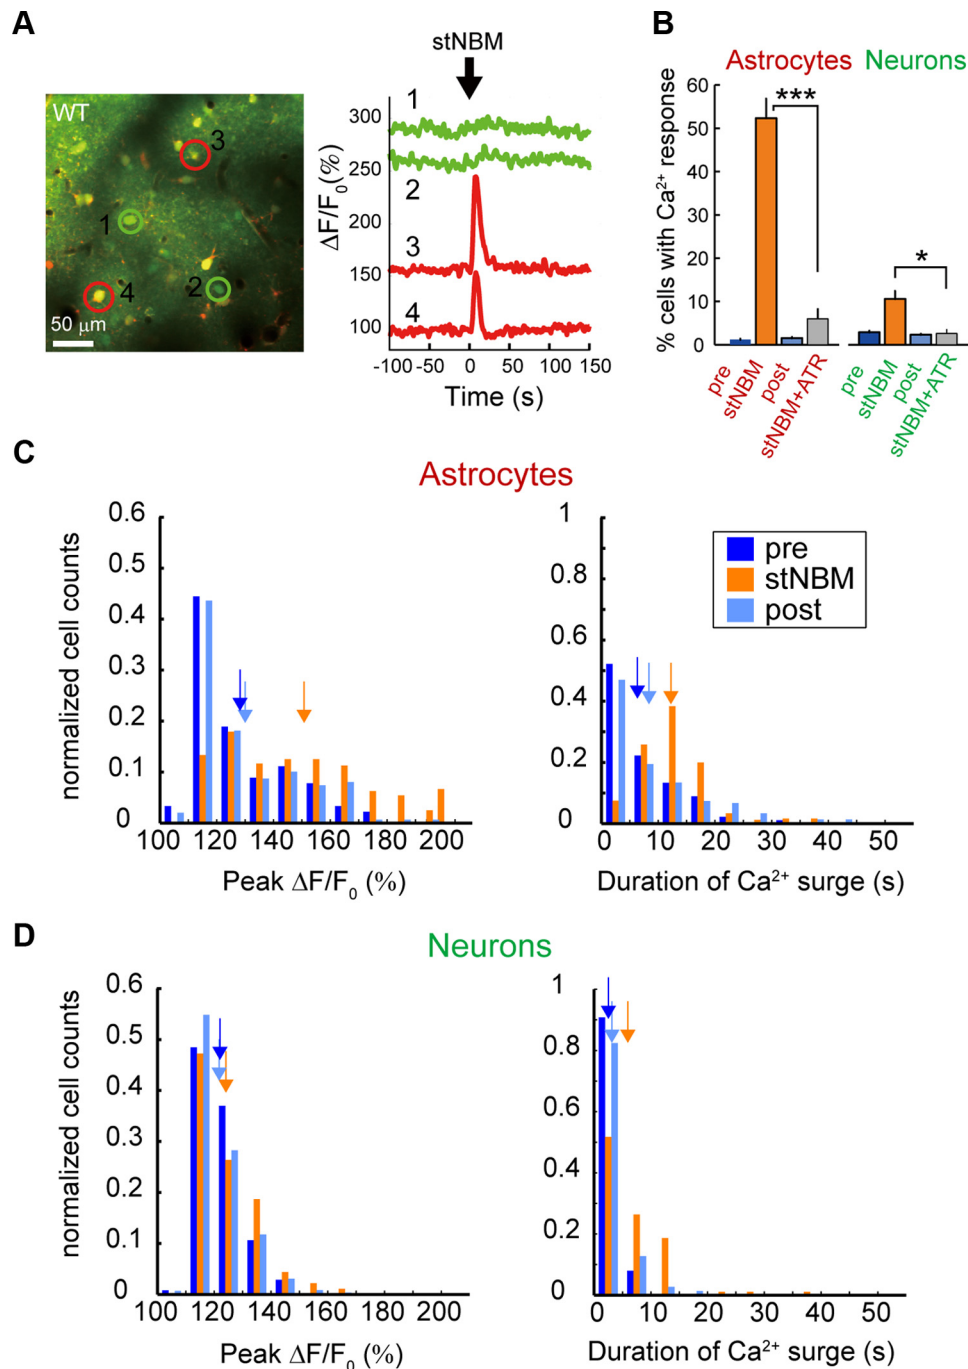 A
stNBM
WT
3
1
4
2
50 μm
ΔF/F0(%)
300
250
200
150
100
1
2
3
4
-100 -50 0 50 100 150
Time (s)
B
Astrocytes Neurons
% cells with Ca2+ response
60
50
40
30
20
10
0
***
*
pre
stNBM
post
stNBM+ATR
pre
stNBM
post
stNBM+ATR
C
Astrocytes
normalized cell counts
0.6
0.5
0.4
0.3
0.2
0.1
0
100 120 140 160 180 200
Peak ΔF/F0 (%)
1
0.8
0.6
0.4
0.2
0
0 10 20 30 40 50
Duration of Ca2+ surge (s)
pre
stNBM
post
D
Neurons
normalized cell counts
0.6
0.5
0.4
0.3
0.2
0.1
0
100 120 140 160 180 200
Peak ΔF/F0 (%)
1
0.8
0.6
0.4
0.2
0
0 10 20 30 40 50
Duration of Ca2+ surge (s)